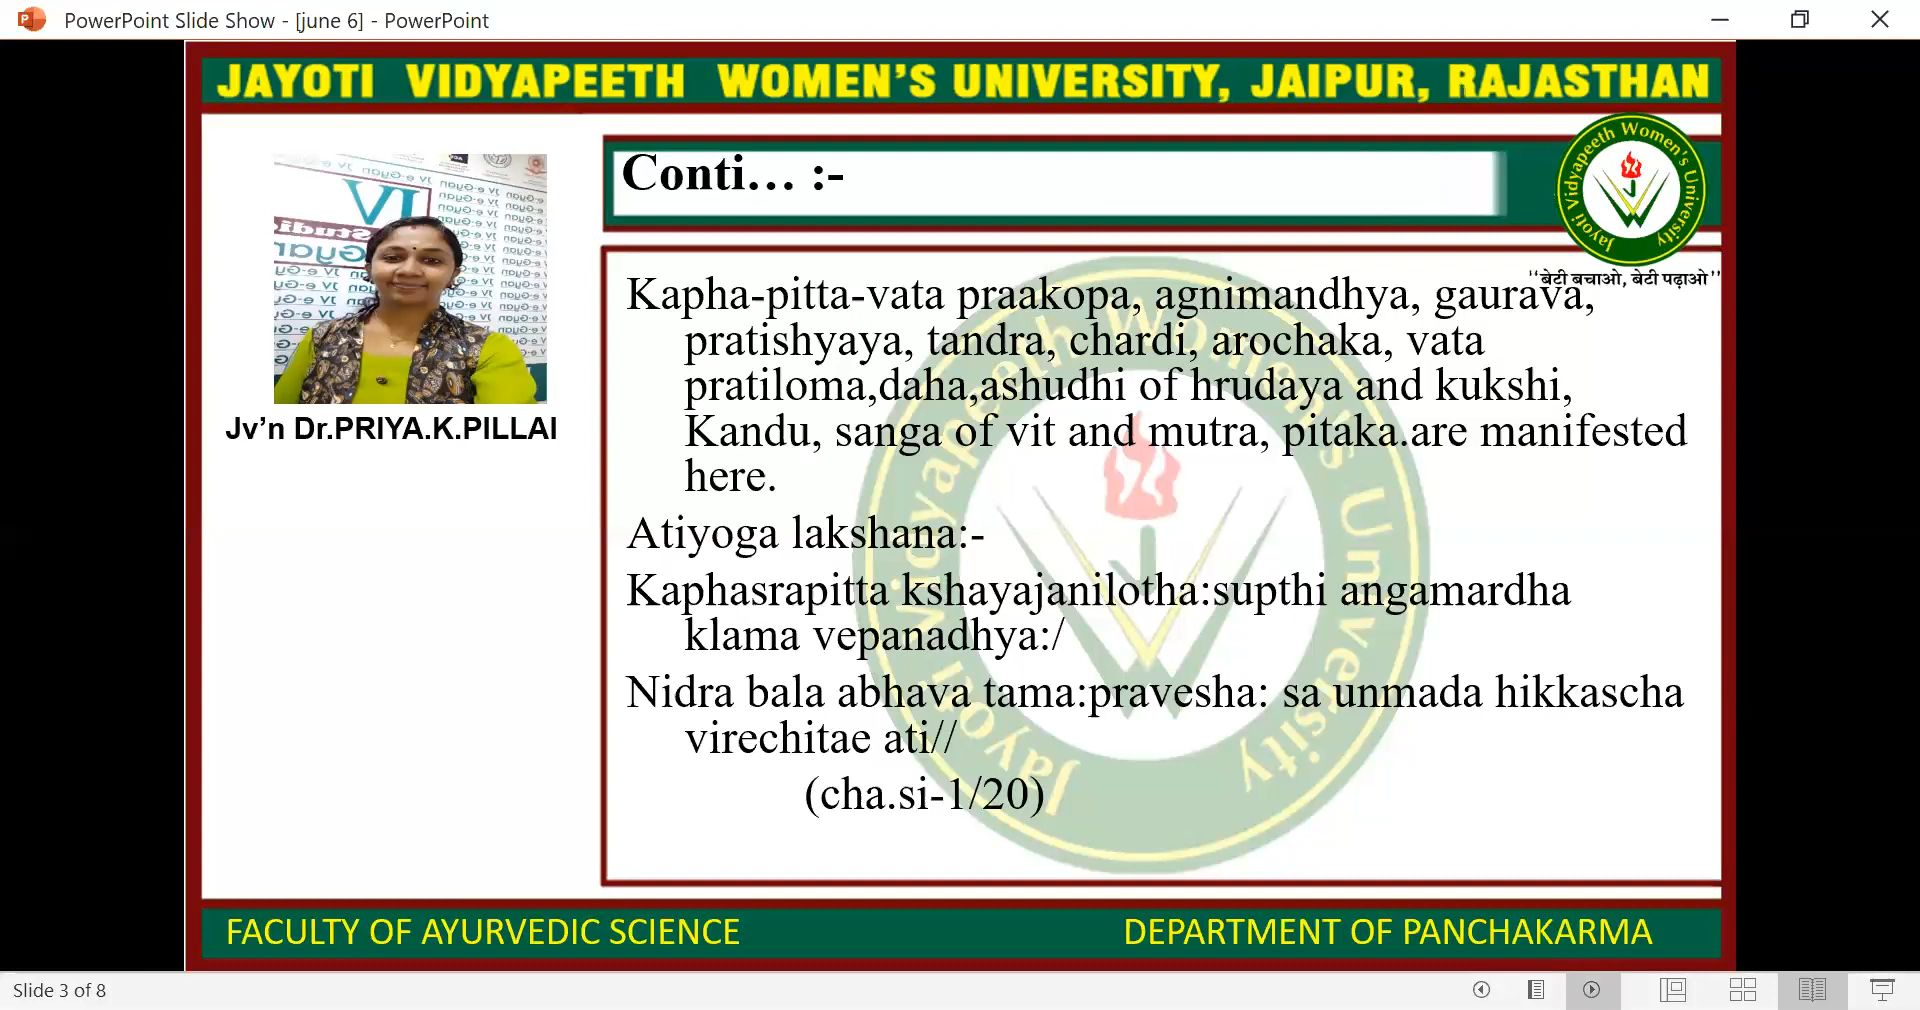 PowerPoint Slide Show - [june 6] - PowerPoint
JAYOTI VIDYAPEETH WOMEN'S UNIVERSITY, JAIPUR, RAJASTHAN
Conti… :-
Jayoti Vidyapeeth Women's University
‘‘बेटी बचाओ, बेटी पढ़ाओ’’
Jv’n Dr.PRIYA.K.PILLAI
Kapha-pitta-vata praakopa, agnimandhya, gaurava,
pratishyaya, tandra, chardi, arochaka, vata
pratiloma,daha,ashudhi of hrudaya and kukshi,
Kandu, sanga of vit and mutra, pitaka.are manifested
here.
Atiyoga lakshana:-
Kaphasrapitta kshayajanilotha:supthi angamardha
klama vepanadhya:/
Nidra bala abhava tama:pravesha: sa unmada hikkascha
virechitae ati//
(cha.si-1/20)
Jayoti Vidyapeeth Women's University
FACULTY OF AYURVEDIC SCIENCE
DEPARTMENT OF PANCHAKARMA
Slide 3 of 8